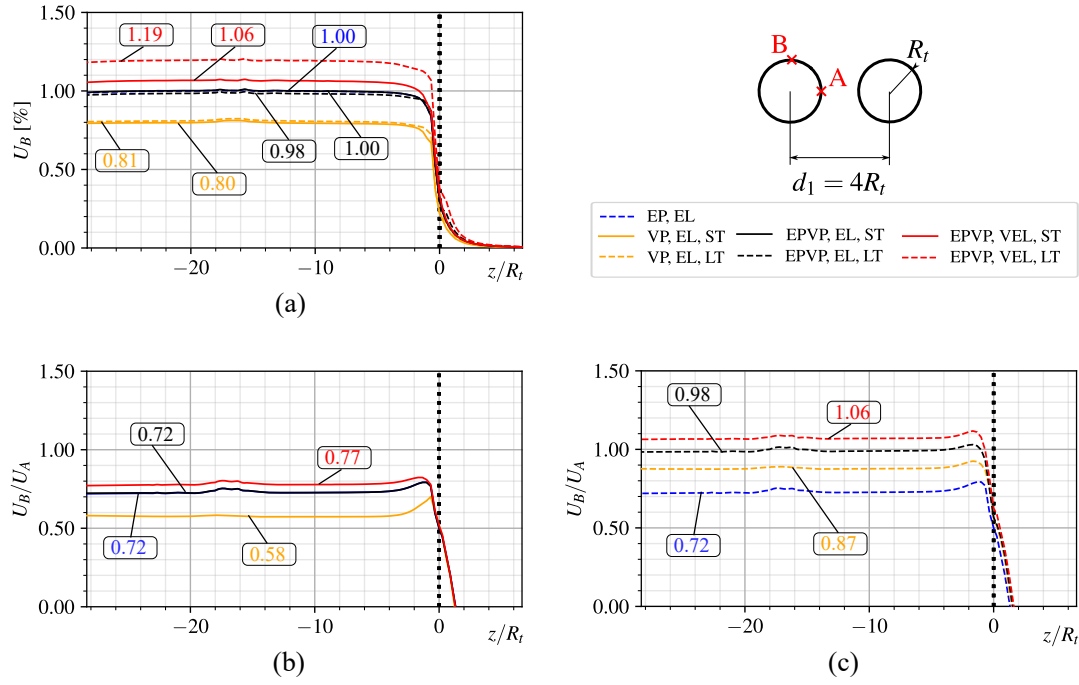 1.50
1.00
0.50
0.00
U_B [%]
1.19
1.06
1.00
0.81
0.80
0.98
1.00
−20
−10
0
z/R_t
(a)
B
A
R_t
d_1 = 4R_t
EP, EL
VP, EL, ST
EPVP, EL, ST
EPVP, VEL, ST
VP, EL, LT
EPVP, EL, LT
EPVP, VEL, LT
1.50
1.00
0.50
0.00
U_B/U_A
0.72
0.77
0.72
0.58
−20
−10
0
z/R_t
(b)
1.50
1.00
0.50
0.00
U_B/U_A
0.98
1.06
0.72
0.87
−20
−10
0
z/R_t
(c)